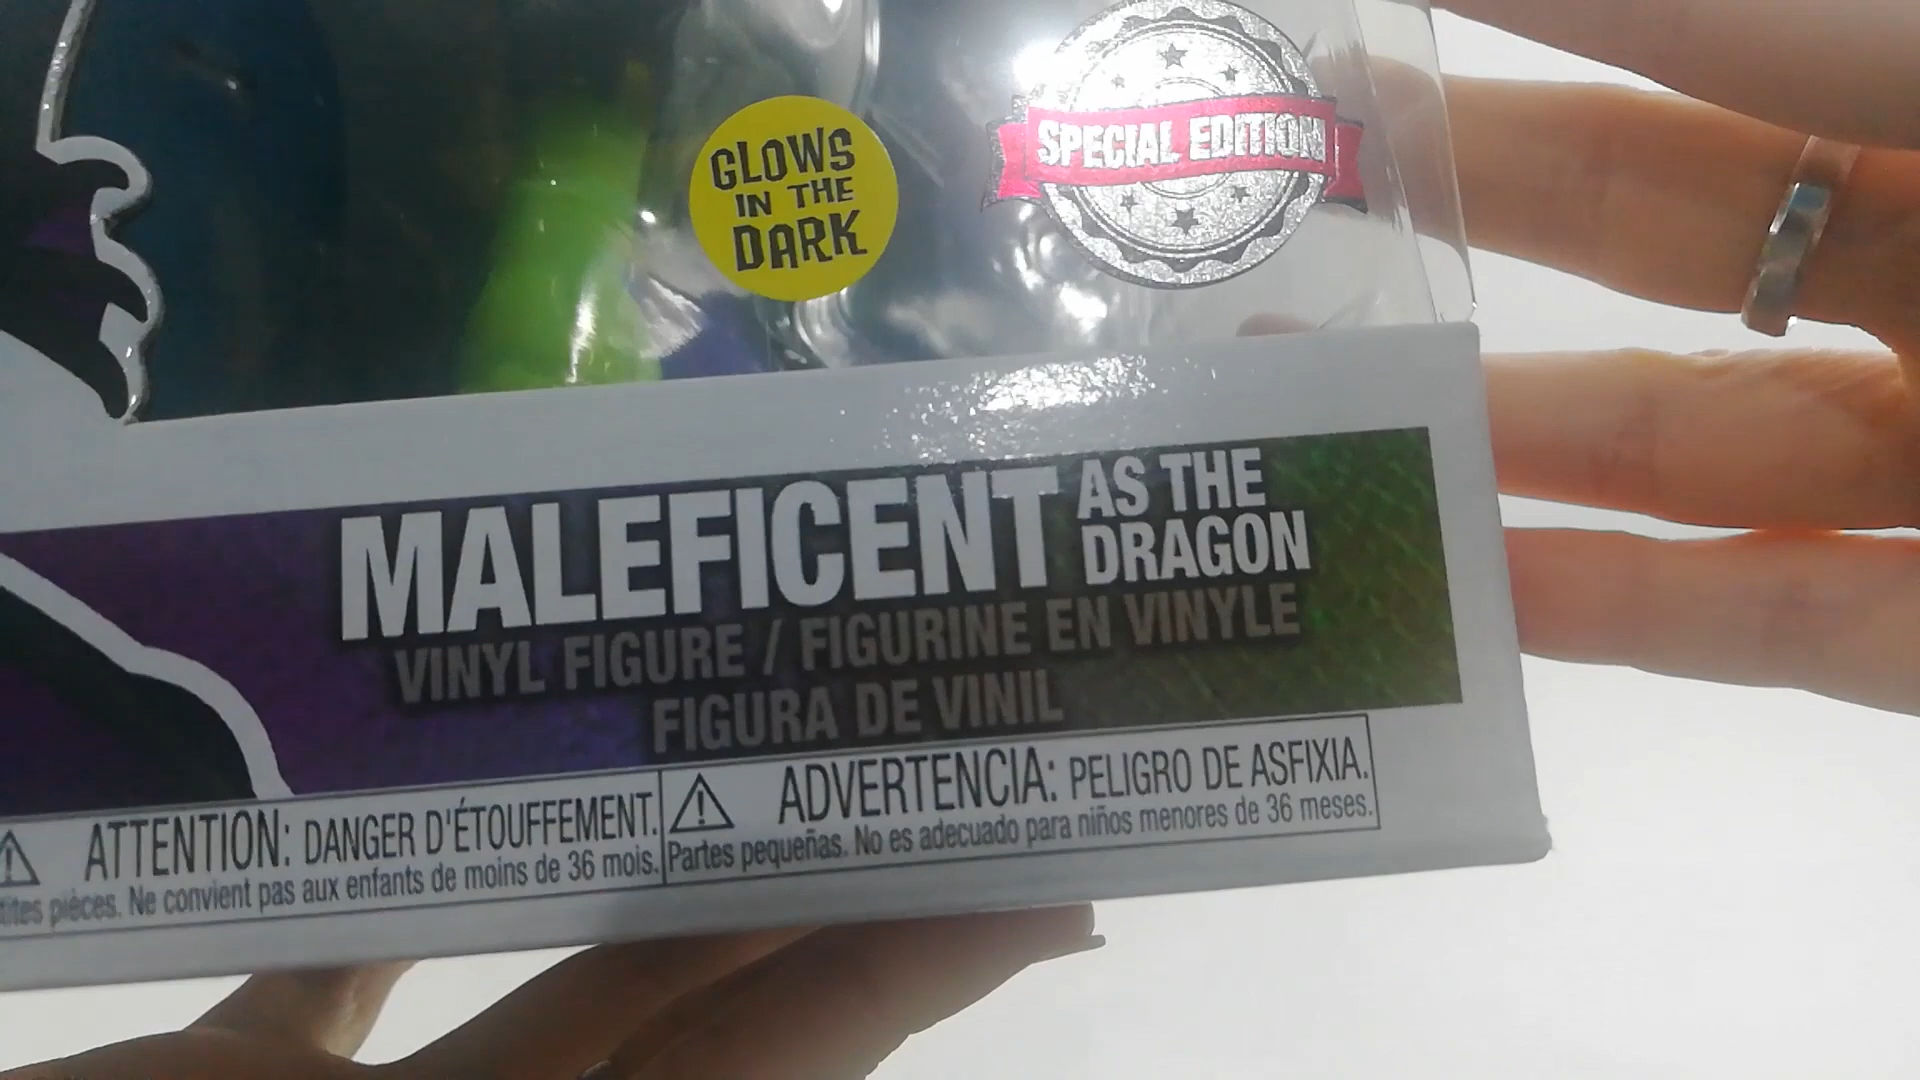 GLOWS
IN THE
DARK
SPECIAL EDITION
MALEFICENT AS THE
DRAGON
VINYL FIGURE / FIGURINE EN VINYLE
FIGURA DE VINIL
ATTENTION: DANGER D'ÉTOUFFEMENT.
pièces. Ne convient pas aux enfants de moins de 36 mois.
ADVERTENCIA: PELIGRO DE ASFIXIA.
Partes pequeñas. No es adecuado para niños menores de 36 meses.